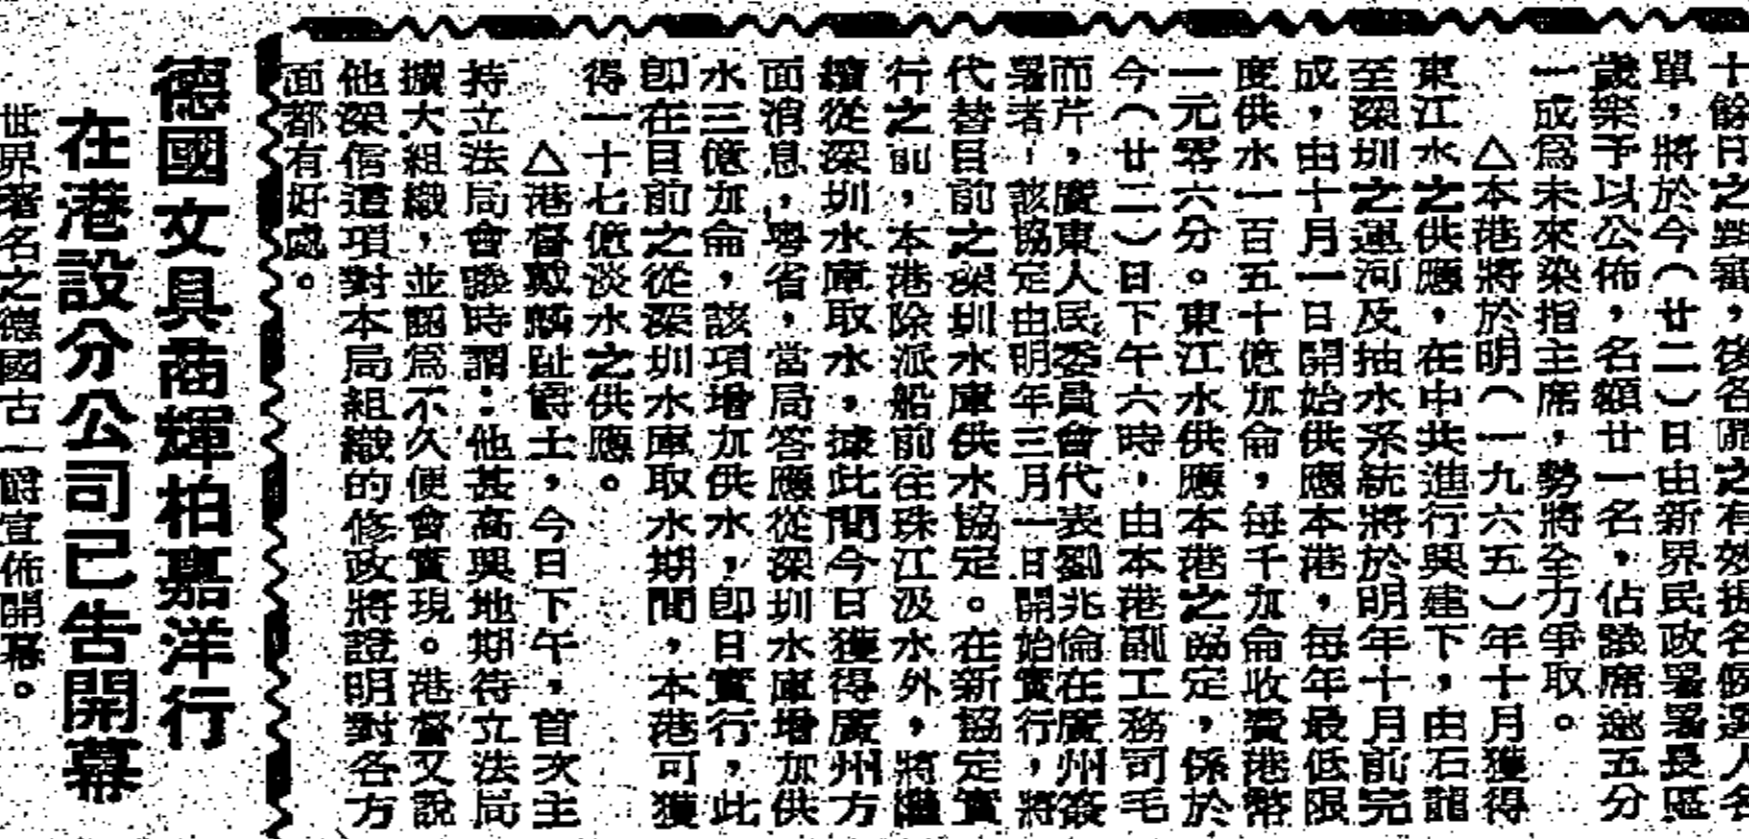 單，將於今（廿二）日由新界民政署署長區
歲樂予以公佈，名額廿一名，佔議席逾五分
一成爲未來染指主席，勢將全力爭取。
△本港將於明（一九六五）年十月獲得
東江水之供應，在中共進行興建下，由石龍
至深圳之運河及抽水系統將於明年十月前完
成，由十月一日開始供應本港，每年最低限
度供水一百五十億加侖，每千加侖收費港幣
一元零六分。東江水供應本港之協定，係於
今（廿二）日下午六時，由本港副工務司毛
而芹，廣東人民委員會代表劉兆倫在廣州簽
署者，該協定由明年三月一日開始實行，將
代替目前之深圳水庫供水協定。在新協定實
行之前，本港除派船前往珠江汲水外，將繼
續從深圳水庫取水，據此間今日獲得廣州方
面消息，粵省，當局答應從深圳水庫增加供
水三億加侖，該項增加供水，即日實行，此
即在目前之從深圳水庫取水期間，本港可獲
得一十七億淡水之供應。
△港督戴麟趾爵士，今日下午，首次主
持立法局會議時謂：他甚高興地期待立法局
擴大組織，並認爲不久便會實現。港督又說
他深信這項對本局組織的修改將證明對各方
面都有好處。
德國文具商輝柏嘉洋行
在港設分公司已告開幕
世界著名之德國古一爵宣佈開幕。